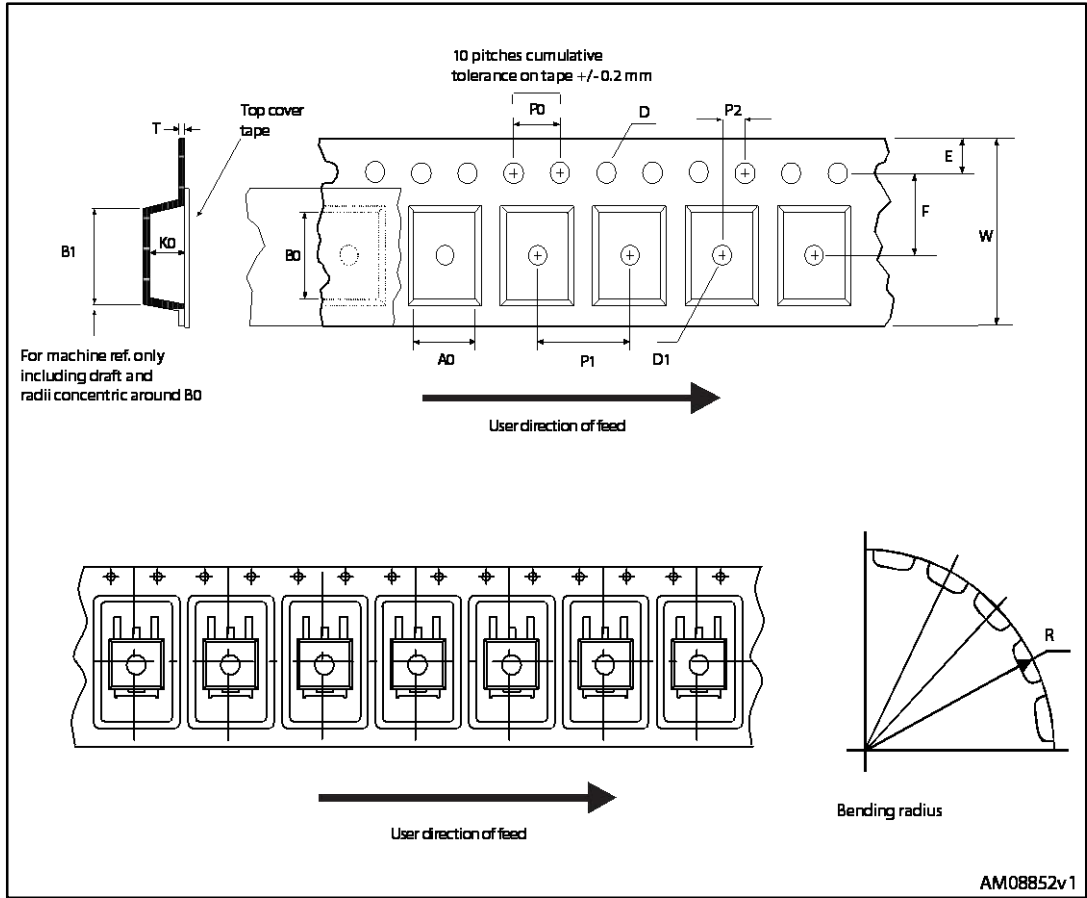 10 pitches cumulative
tolerance on tape +/- 0.2 mm
Top cover
tape
T
P0
D
P2
E
F
W
B1
K0
B0
A0
P1
D1
For machine ref. only
including draft and
radii concentric around B0
User direction of feed
R
Bending radius
User direction of feed
AM08852v1